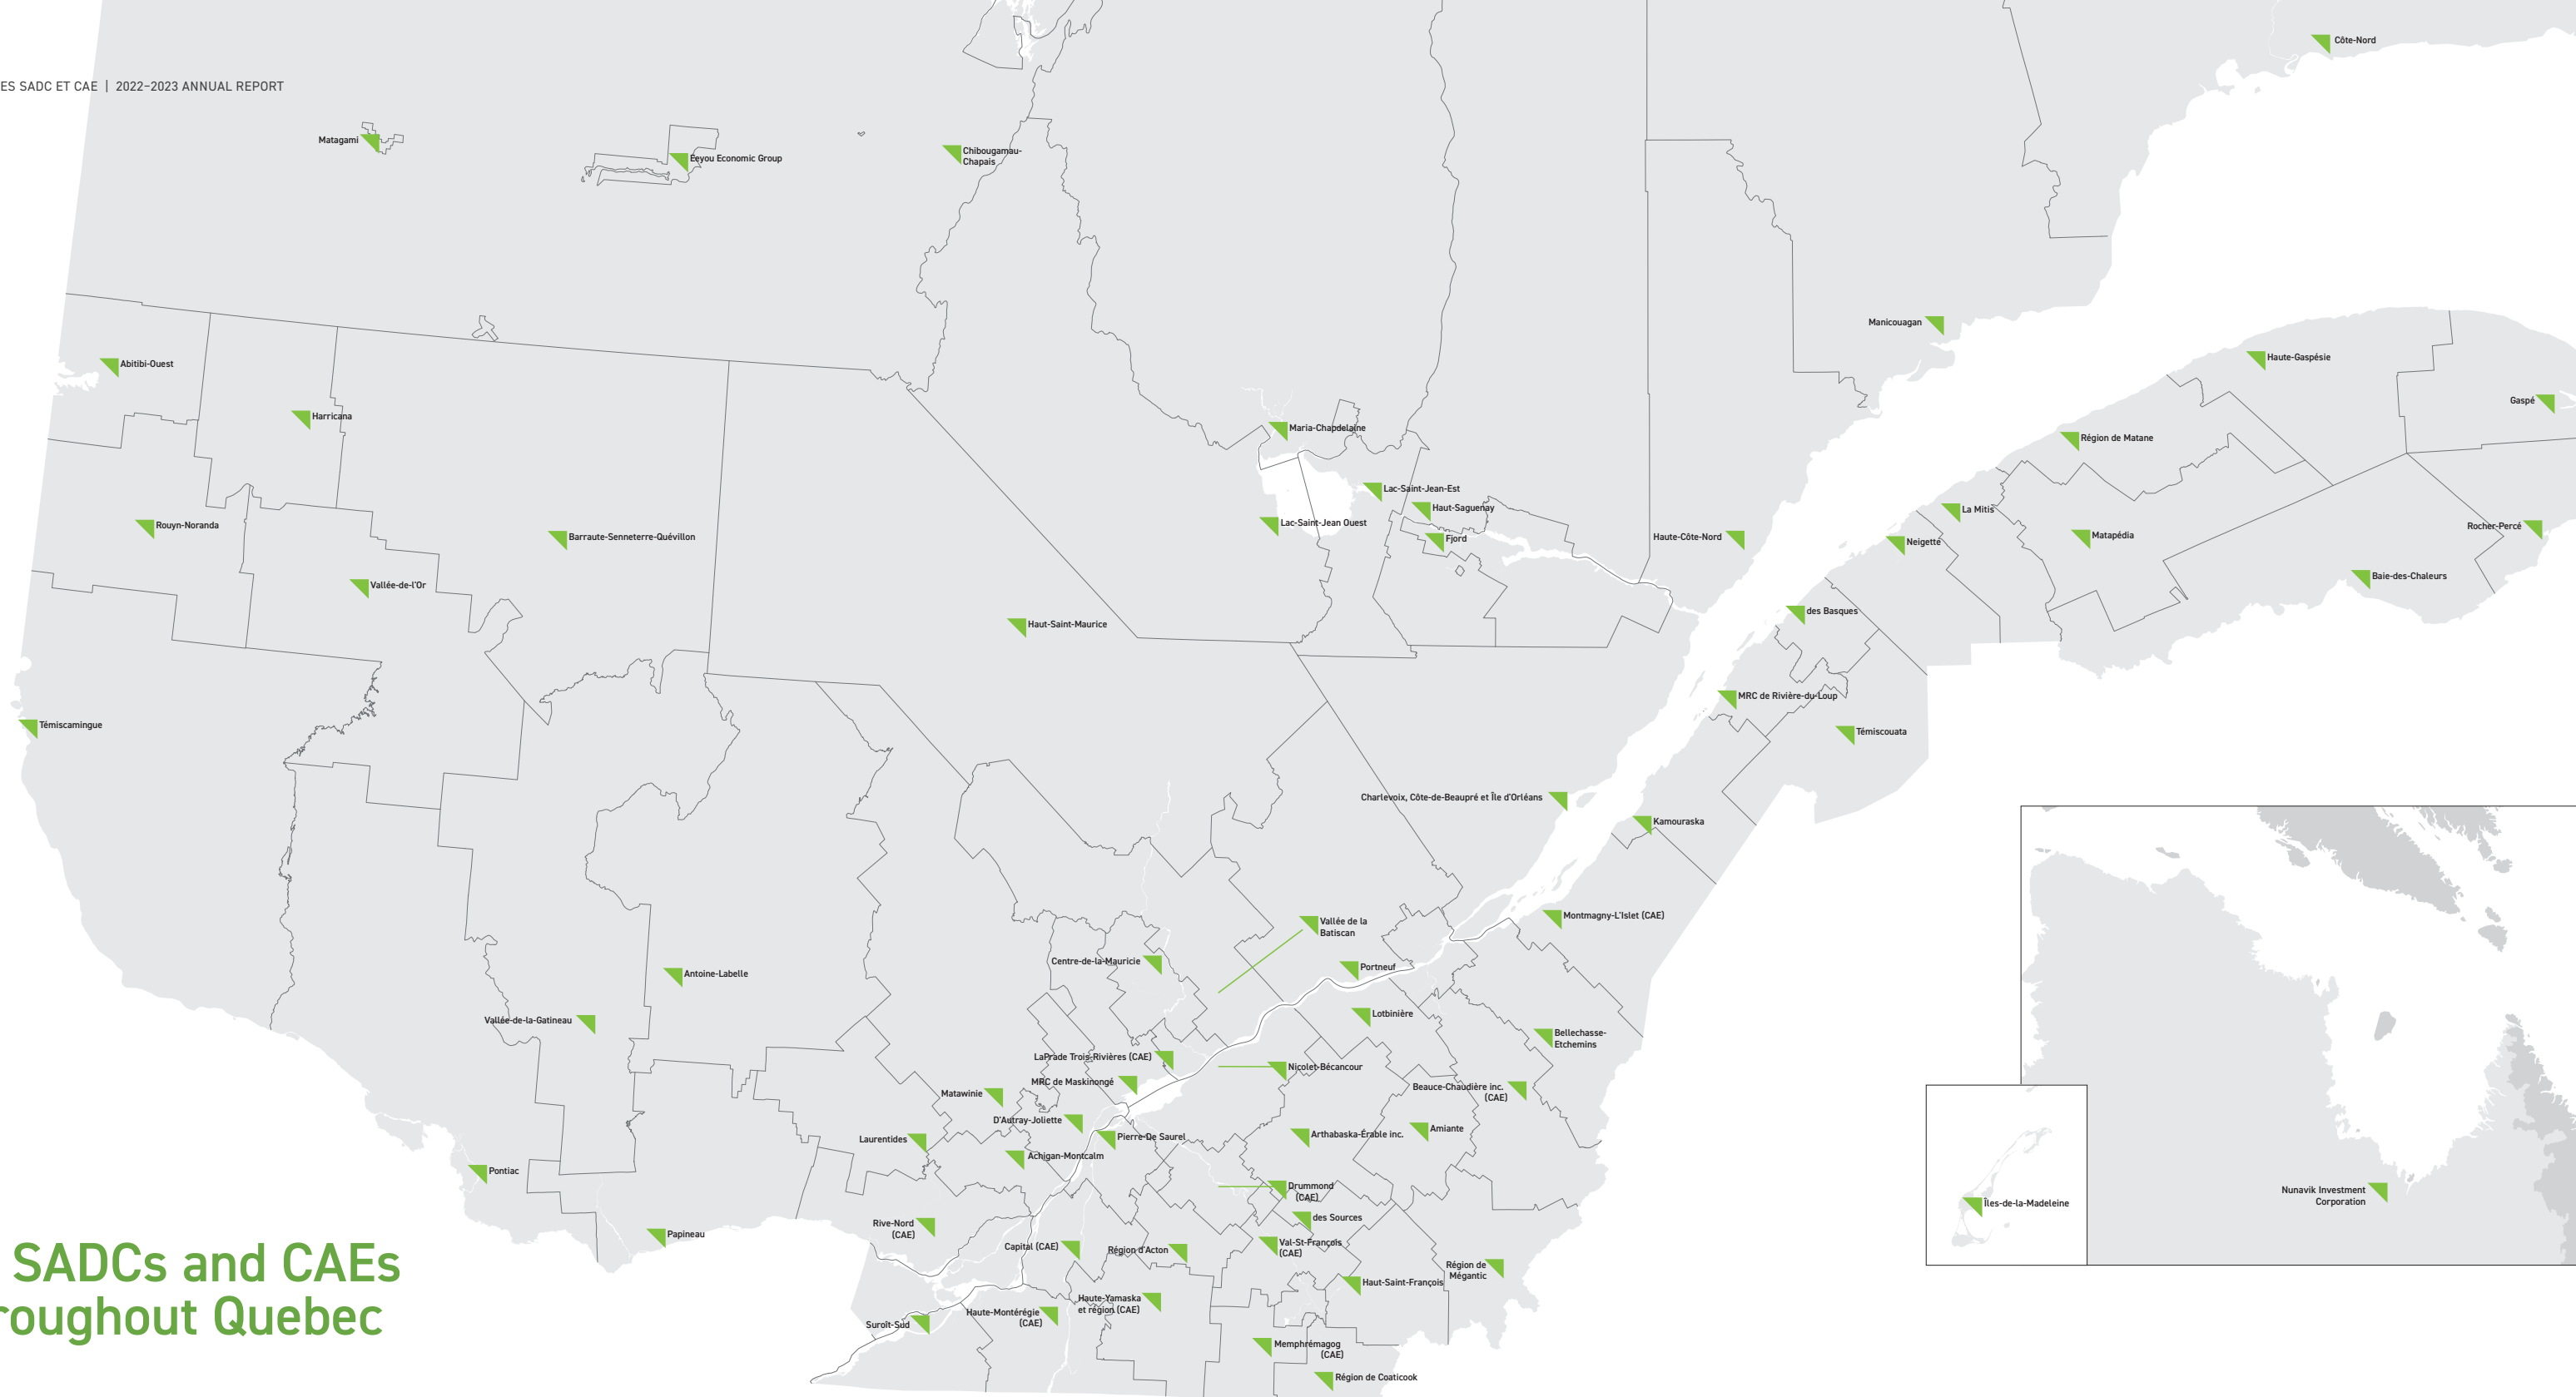 ES SADC ET CAE | 2022–2023 ANNUAL REPORT
Côte-Nord
Matagami
Eeyou Economic Group
Chibougamau-
Chapais
Manicouagan
Haute-Gaspésie
Abitibi-Ouest
Gaspé
Harricana
Maria-Chapdelaine
Région de Matane
Lac-Saint-Jean-Est
Haut-Saguenay
La Mitis
Rouyn-Noranda
Lac-Saint-Jean Ouest
Rocher-Percé
Barraute-Senneterre-Quévillon
Fjord
Haute-Côte-Nord
Neigette
Matapédia
Vallée-de-l'Or
Baie-des-Chaleurs
des Basques
Haut-Saint-Maurice
MRC de Rivière-du-Loup
Témiscamingue
Témiscouata
Charlevoix, Côte-de-Beaupré et Île d'Orléans
Kamouraska
Montmagny-L'Islet (CAE)
Vallée de la
Batiscan
Centre-de-la-Mauricie
Portneuf
Antoine-Labelle
Lotbinière
Vallée-de-la-Gatineau
Bellechasse-
Etchemins
LaPrade Trois-Rivières (CAE)
Nicolet-Bécancour
MRC de Maskinongé
Beauce-Chaudière inc.
(CAE)
Matawinie
D'Autray-Joliette
Amiante
Arthabaska-Érable inc.
Pierre-De Saurel
Laurentides
Achigan-Montcalm
Pontiac
Drummond
(CAE)
Nunavik Investment
Corporation
Îles-de-la-Madeleine
des Sources
Rive-Nord
(CAE)
Papineau
Capital (CAE)
Région d'Acton
Val-St-François
(CAE)
Région de
Mégantic
Haut-Saint-François
SADCs and CAEs
roughout Quebec
Haute-Yamaska
et région (CAE)
Haute-Montérégie
(CAE)
Suroît-Sud
Memphrémagog
(CAE)
Région de Coaticook